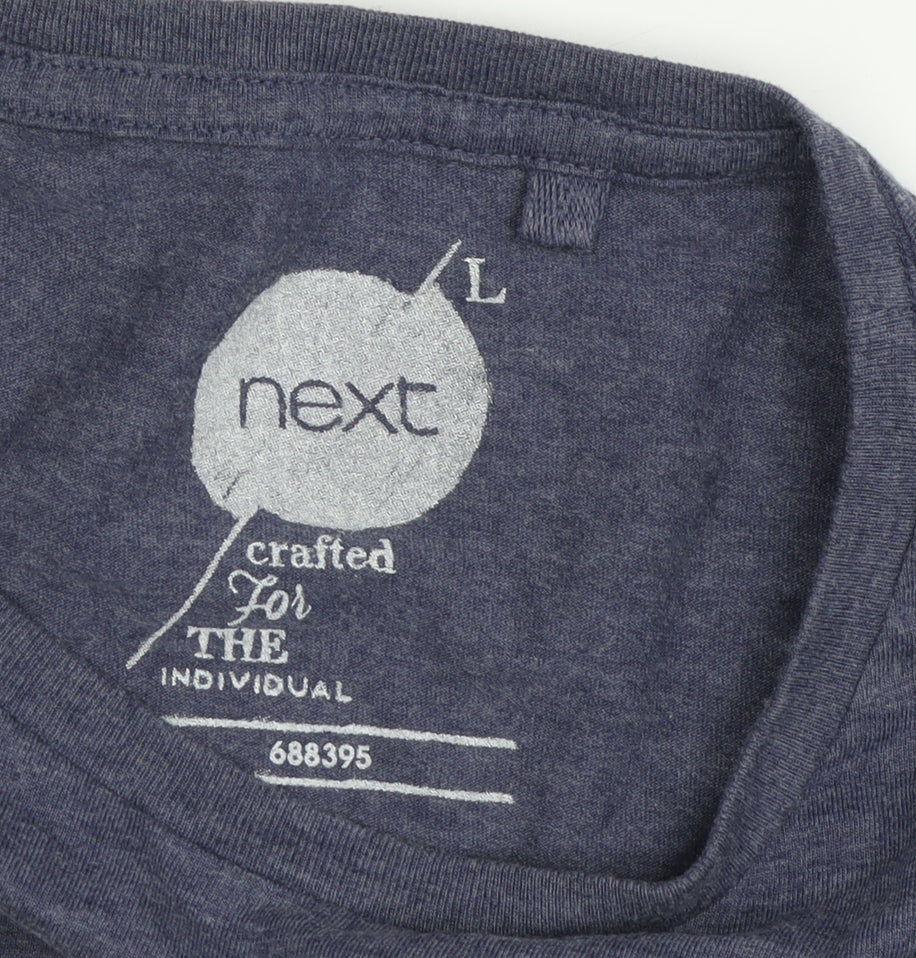 L
next
crafted
For
THE
INDIVIDUAL
688395